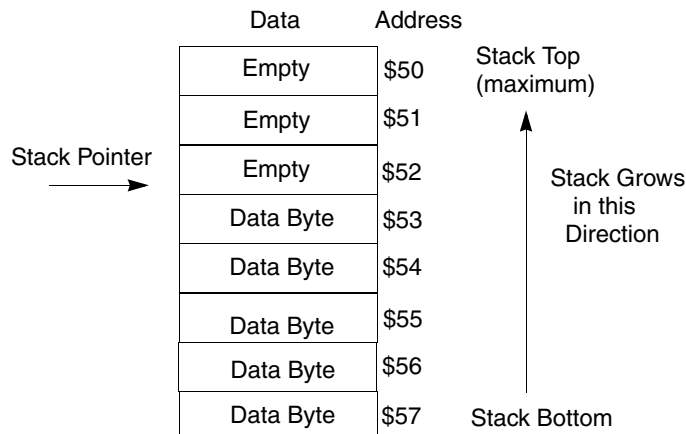 Data Address
Empty $50 Stack Top
(maximum)
Empty $51
Stack Pointer
Empty $52 Stack Grows
in this
Direction
Data Byte $53
Data Byte $54
Data Byte $55
Data Byte $56
Data Byte $57 Stack Bottom